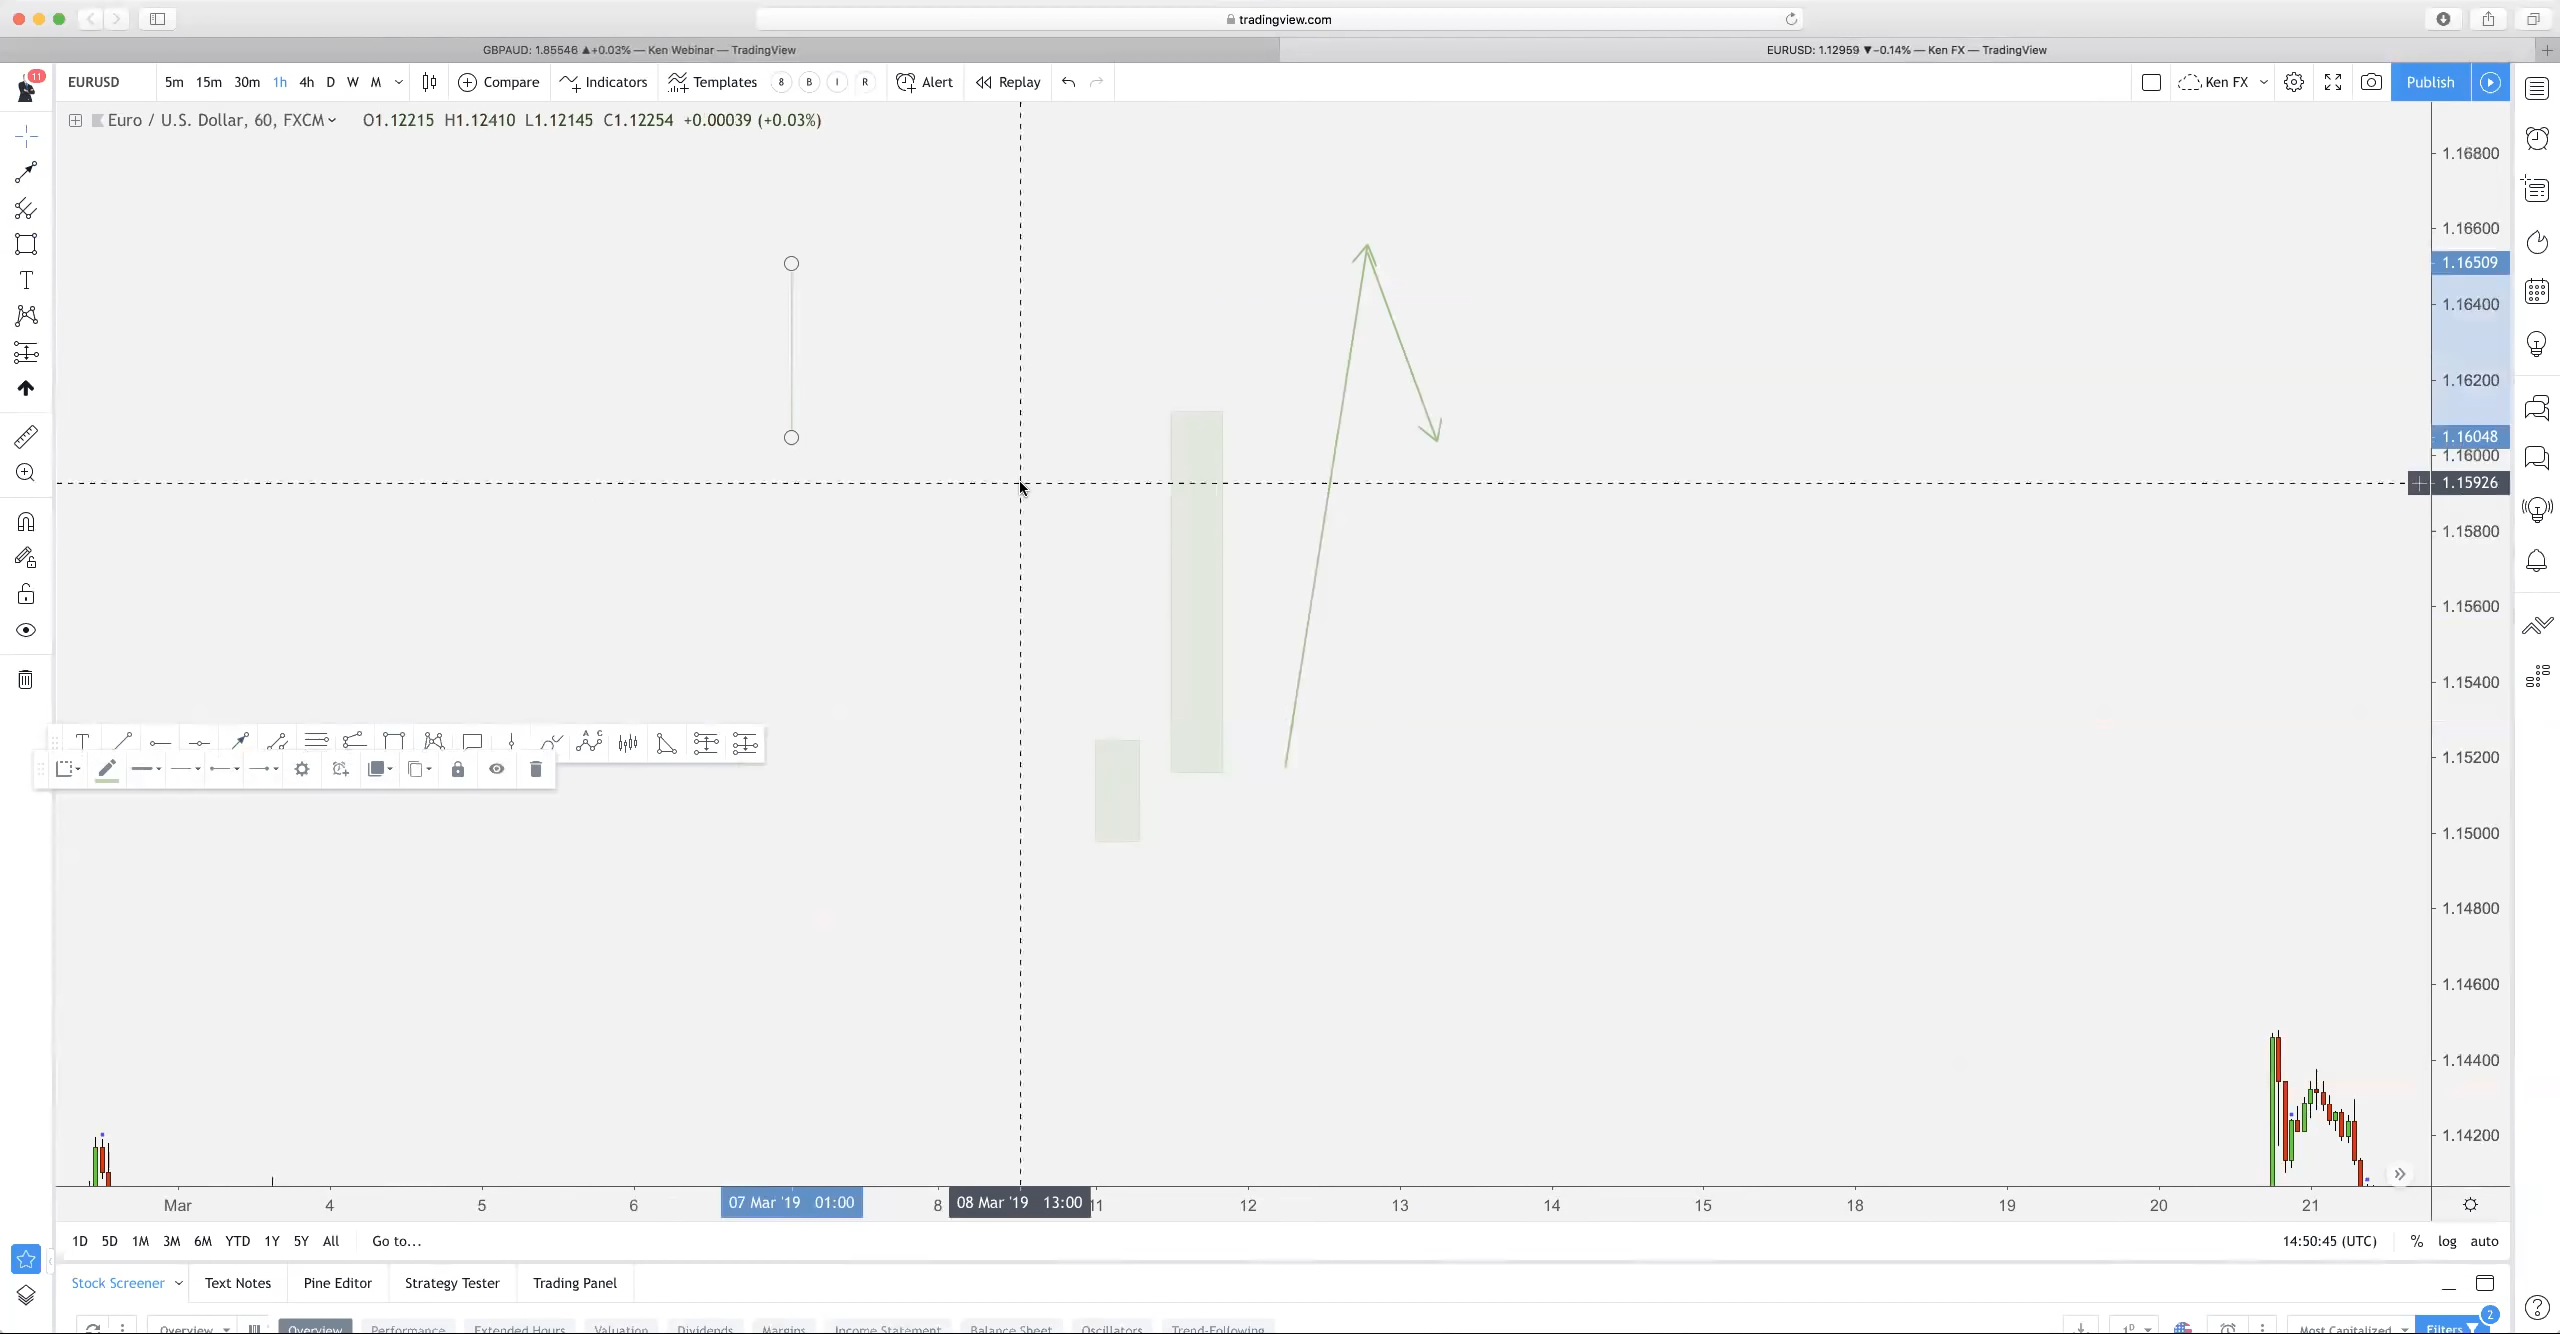 tradingview.com
GBPAUD: 1.85546 ▲+0.03% — Ken Webinar — TradingView
EURUSD: 1.12959 ▼−0.14% — Ken FX — TradingView
11
EURUSD 5m 15m 30m 1h 4h D W M Compare Indicators Templates 8 B I R Alert Replay Ken FX Publish
Euro / U.S. Dollar, 60, FXCM O1.12215 H1.12410 L1.12145 C1.12254 +0.00039 (+0.03%)
1.16800
1.16600
1.16509
1.16400
1.16200
1.16048
1.16000
1.15926
1.15800
1.15600
1.15400
1.15200
1.15000
1.14800
1.14600
1.14400
1.14200
Mar 4 5 6 07 Mar '19 01:00 8 08 Mar '19 13:00 11 12 13 14 15 18 19 20 21
1D 5D 1M 3M 6M YTD 1Y 5Y All Go to... 14:50:45 (UTC) % log auto
Stock Screener Text Notes Pine Editor Strategy Tester Trading Panel
Overview Overview Performance Extended Hours Valuation Dividends Margins Income Statement Balance Sheet Oscillators Trend-Following 1D Most Capitalized Filters 2